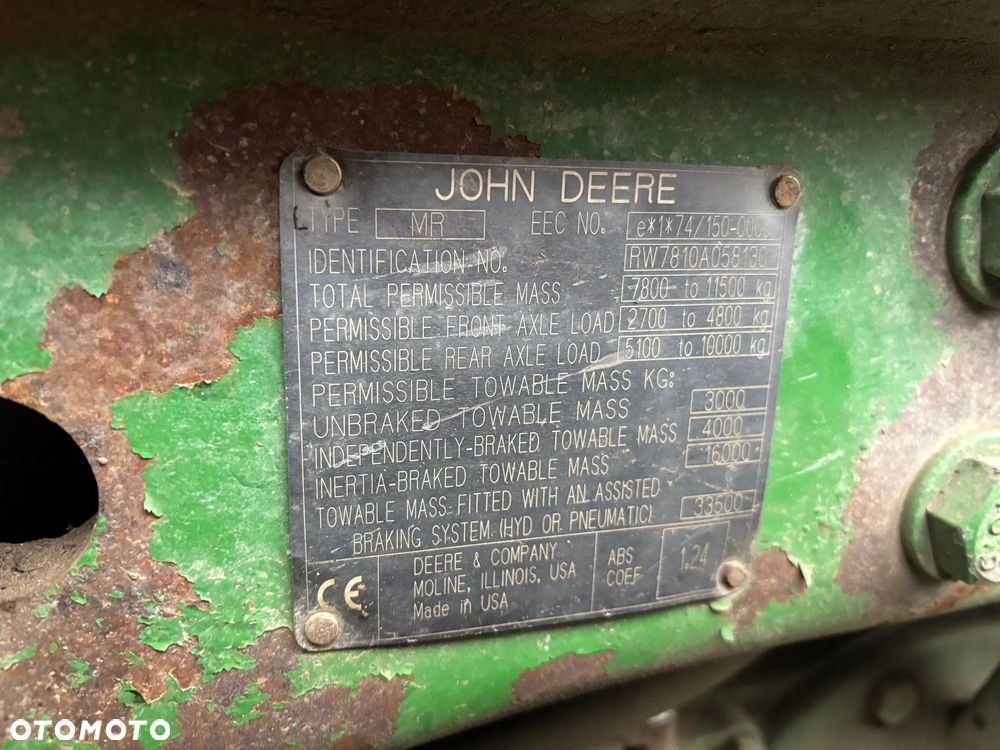 JOHN DEERE
TYPE MR EEC NO. e*1*74/150-000
IDENTIFICATION NO. RW7810A058130
TOTAL PERMISSIBLE MASS 7800 to 11500 kg
PERMISSIBLE FRONT AXLE LOAD 2700 to 4800 kg
PERMISSIBLE REAR AXLE LOAD 5100 to 10000 kg
PERMISSIBLE TOWABLE MASS KG:
UNBRAKED TOWABLE MASS 3000
INDEPENDENTLY-BRAKED TOWABLE MASS 4000
INERTIA-BRAKED TOWABLE MASS 16000
TOWABLE MASS FITTED WITH AN ASSISTED
BRAKING SYSTEM (HYD OR PNEUMATIC) 33500
CE DEERE & COMPANY ABS 1.24
MOLINE, ILLINOIS, USA COEF
Made in USA
OTOMOTO